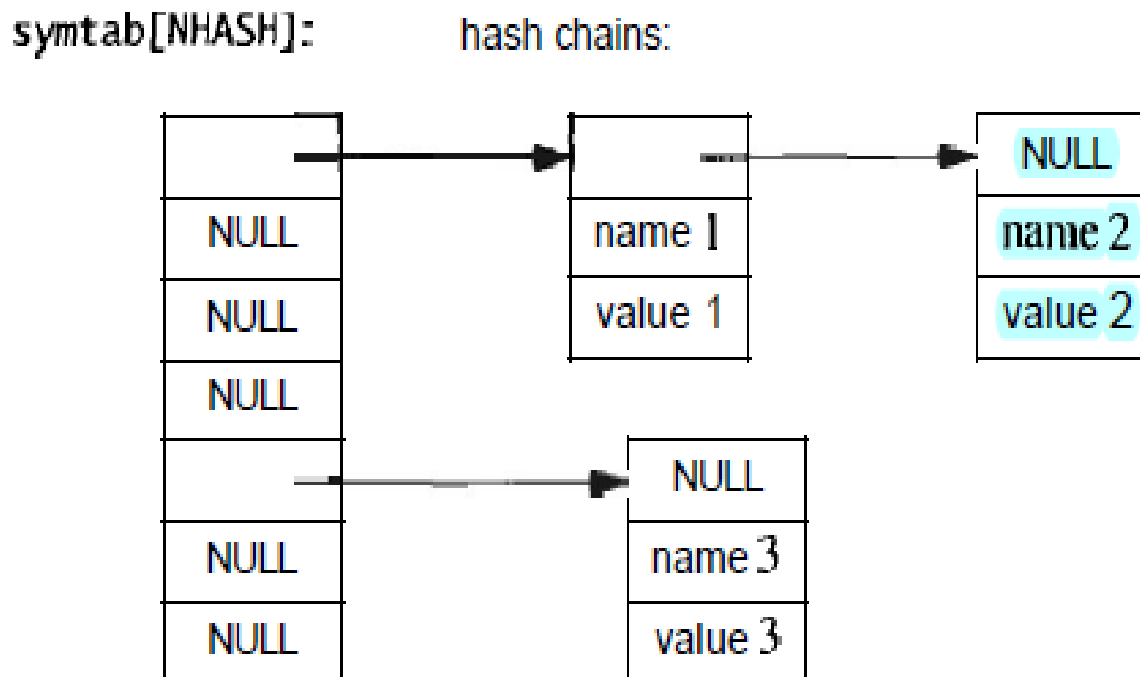 symtab[NHASH]: hash chains:
NULL
NULL name 1 name 2
NULL value 1 value 2
NULL
NULL
NULL name 3
NULL value 3